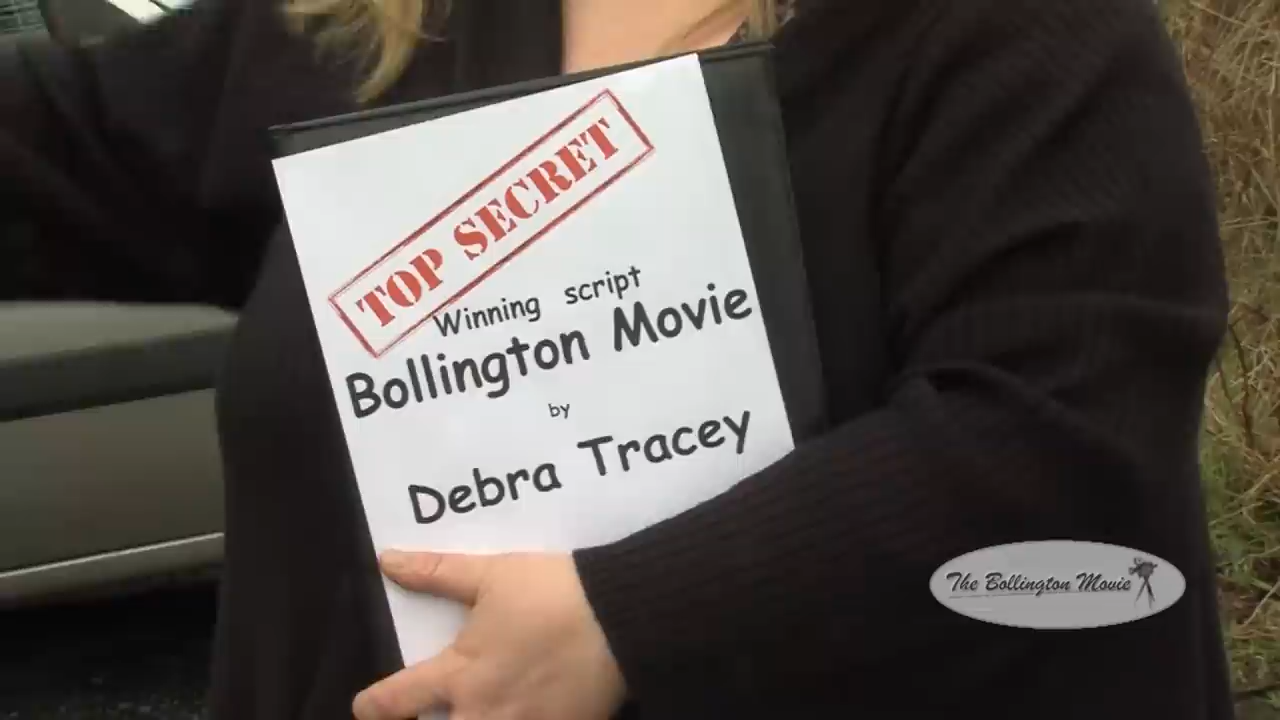 TOP SECRET
Winning script
Bollington Movie
by
Debra Tracey
The Bollington Movie